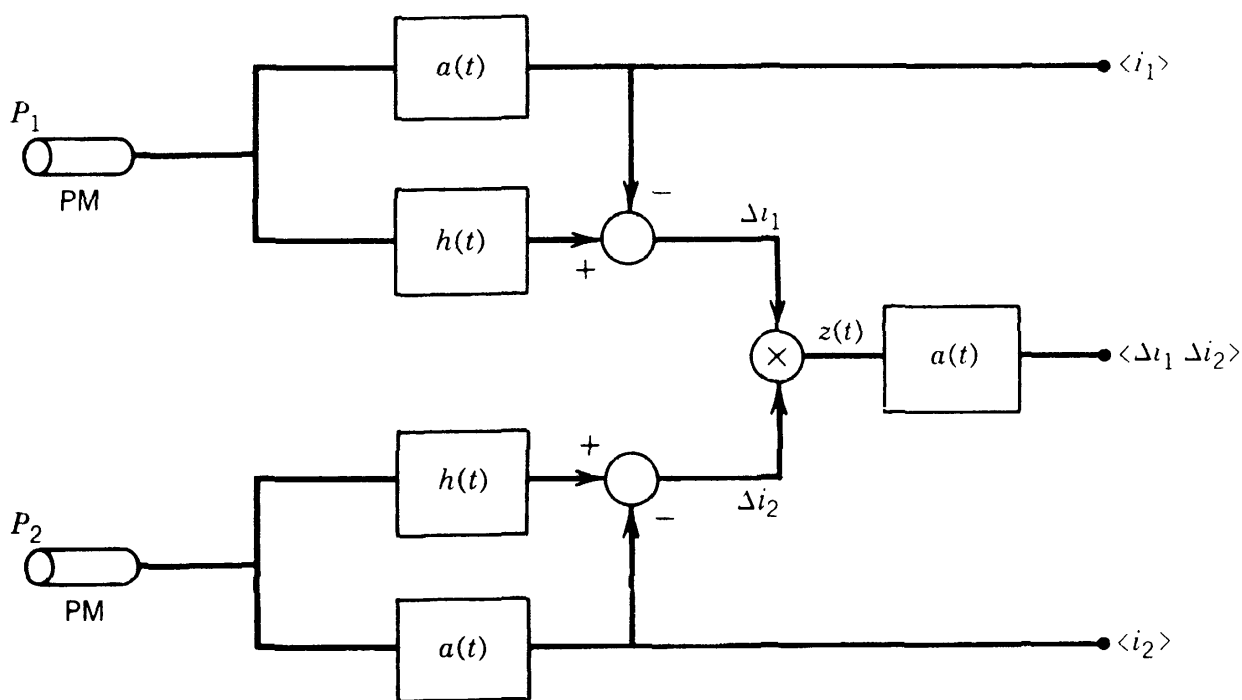 a(t)
<i₁>
P₁
PM
−
h(t)
+
Δi₁
×
z(t)
a(t)
<Δi₁ Δi₂>
+
h(t)
Δi₂
−
P₂
PM
a(t)
<i₂>